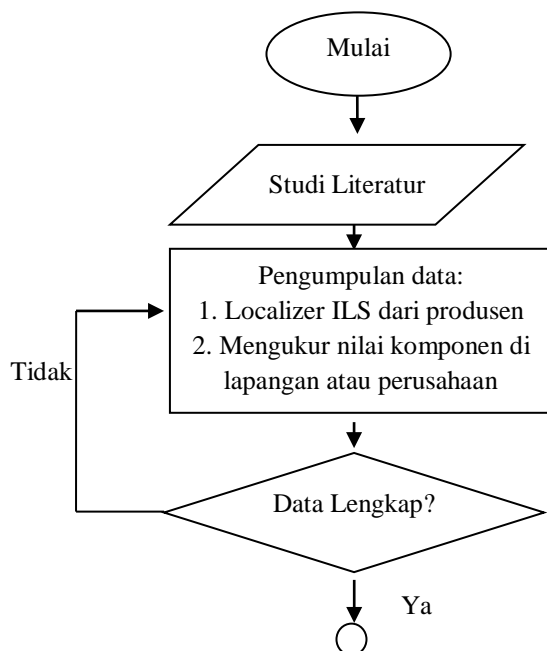 Mulai
Studi Literatur
Pengumpulan data:
1. Localizer ILS dari produsen
2. Mengukur nilai komponen di
lapangan atau perusahaan
Tidak
Data Lengkap?
Ya